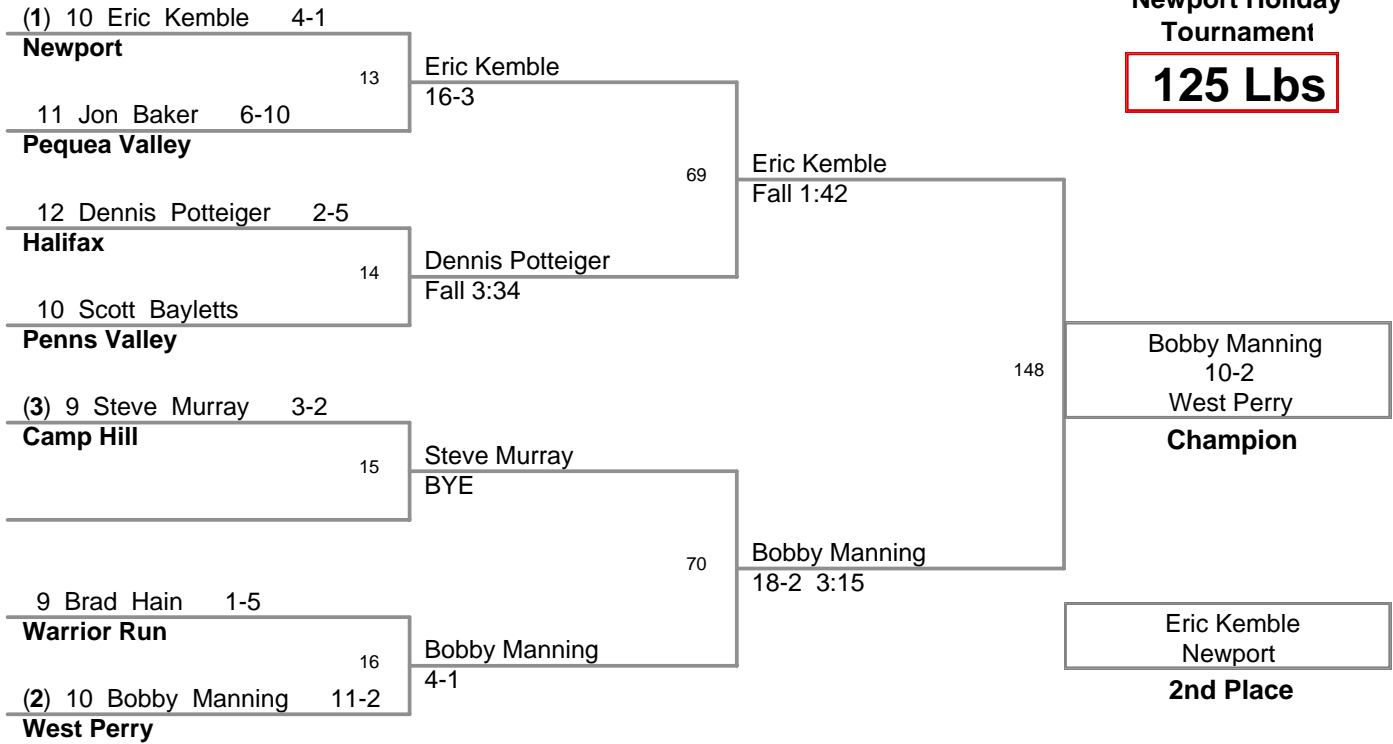 Newport Holiday
Tournament
125 Lbs
(1) 10 Eric Kemble 4-1
Newport
13
11 Jon Baker 6-10
Pequea Valley
Eric Kemble
16-3
12 Dennis Potteiger 2-5
Halifax
14
10 Scott Bayletts
Penns Valley
Dennis Potteiger
Fall 3:34
69
Eric Kemble
Fall 1:42
(3) 9 Steve Murray 3-2
Camp Hill
15
Steve Murray
BYE
9 Brad Hain 1-5
Warrior Run
16
(2) 10 Bobby Manning 11-2
West Perry
Bobby Manning
4-1
70
Bobby Manning
18-2 3:15
148
Bobby Manning
10-2
West Perry
Champion
Eric Kemble
Newport
2nd Place